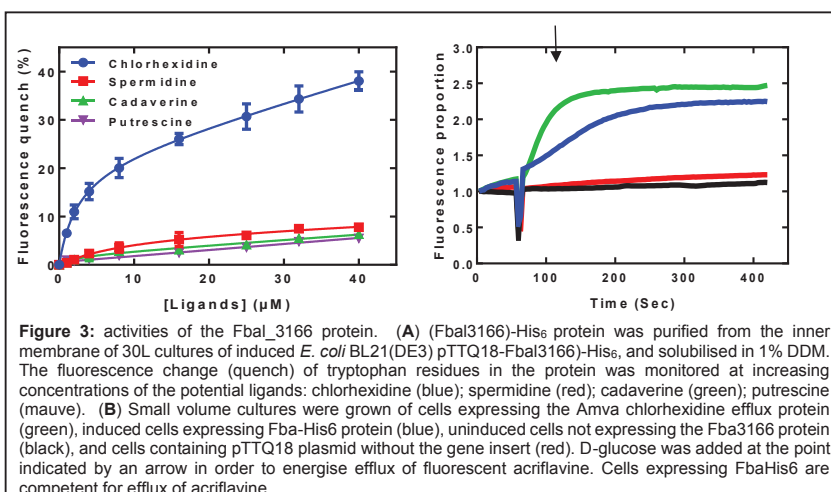 40
30
20
10
0
Fluorescence quench (%)
Chlorhexidine
Spermidine
Cadaverine
Putrescine
0 10 20 30 40
[Ligands] (µM)
3.0
2.5
2.0
1.5
1.0
0.5
0.0
Fluorescence proportion
100 200 300 400
Time (Sec)
Figure 3: activities of the Fbal_3166 protein. (A) (Fbal3166)-His6 protein was purified from the inner
membrane of 30L cultures of induced E. coli BL21(DE3) pTTQ18-Fbal3166)-His6, and solubilised in 1% DDM.
The fluorescence change (quench) of tryptophan residues in the protein was monitored at increasing
concentrations of the potential ligands: chlorhexidine (blue); spermidine (red); cadaverine (green); putrescine
(mauve). (B) Small volume cultures were grown of cells expressing the Amva chlorhexidine efflux protein
(green), induced cells expressing Fba-His6 protein (blue), uninduced cells not expressing the Fba3166 protein
(black), and cells containing pTTQ18 plasmid without the gene insert (red). D-glucose was added at the point
indicated by an arrow in order to energise efflux of fluorescent acriflavine. Cells expressing FbaHis6 are
competent for efflux of acriflavine